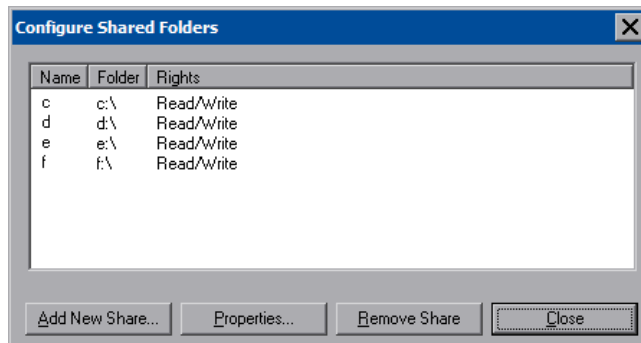 Configure Shared Folders
Name Folder Rights
c c:\ Read/Write
d d:\ Read/Write
e e:\ Read/Write
f f:\ Read/Write
Add New Share... Properties... Remove Share Close